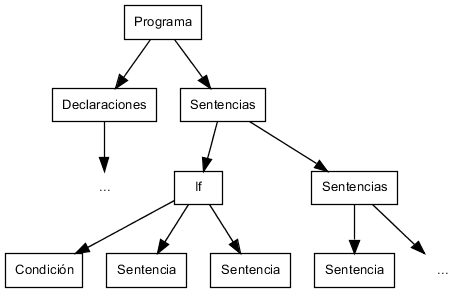 Programa
Declaraciones
Sentencias
...
If
Sentencias
Condición
Sentencia
Sentencia
Sentencia
...